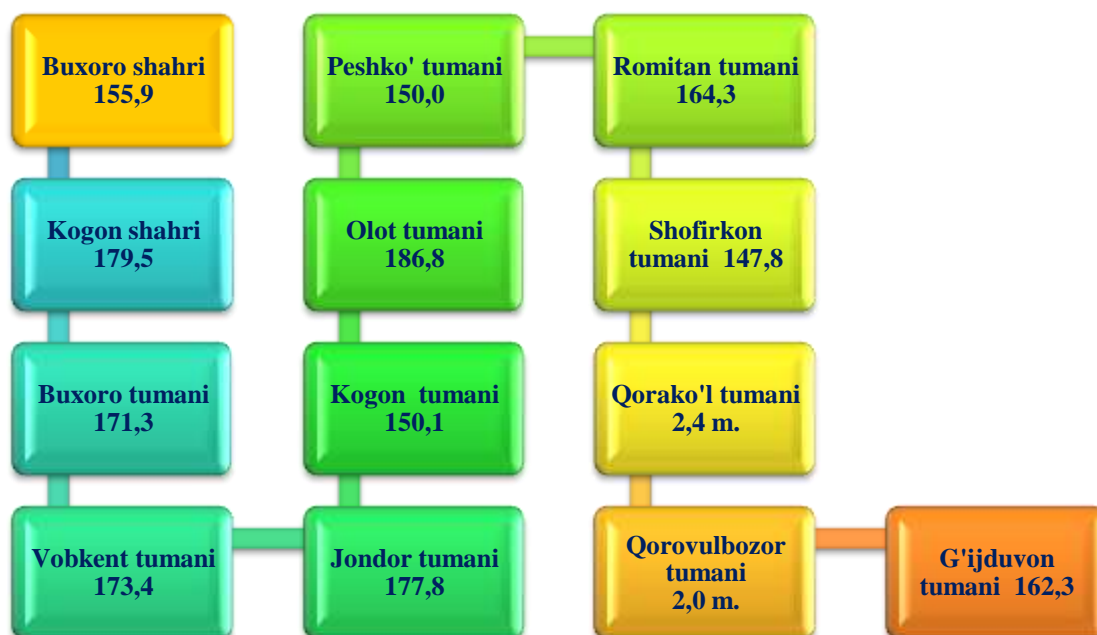 Buxoro shahri
155,9
Kogon shahri
179,5
Buxoro tumani
171,3
Vobkent tumani
173,4
Jondor tumani
177,8
Kogon tumani
150,1
Olot tumani
186,8
Peshko' tumani
150,0
Romitan tumani
164,3
Shofirkon
tumani 147,8
Qorako'l tumani
2,4 m.
Qorovulbozor
tumani
2,0 m.
G'ijduvon
tumani 162,3